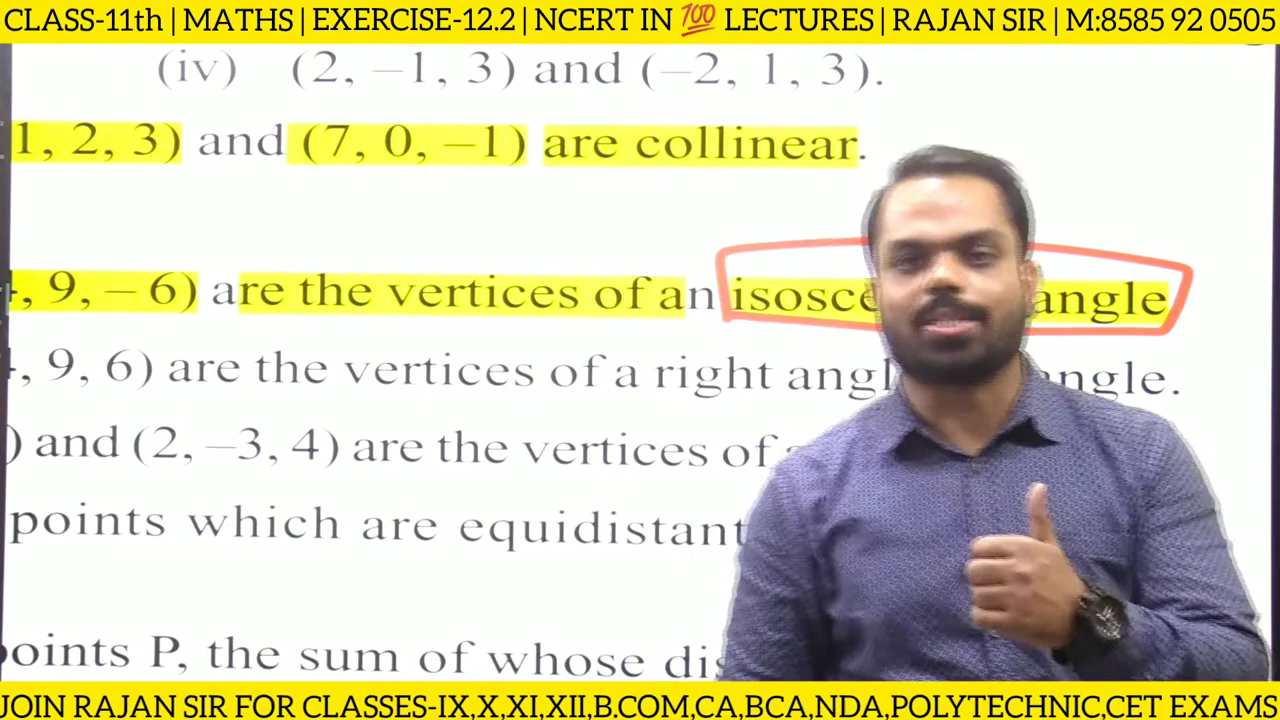 CLASS-11th | MATHS | EXERCISE-12.2 | NCERT IN 💯 LECTURES | RAJAN SIR | M:8585 92 0505
(iv) (2, –1, 3) and (–2, 1, 3).
1, 2, 3) and (7, 0, –1) are collinear.
, 9, – 6) are the vertices of an isosce angle
, 9, 6) are the vertices of a right angl ngle.
) and (2, –3, 4) are the vertices of
points which are equidistant
oints P, the sum of whose dis
JOIN RAJAN SIR FOR CLASSES-IX,X,XI,XII,B.COM,CA,BCA,NDA,POLYTECHNIC,CET EXAMS